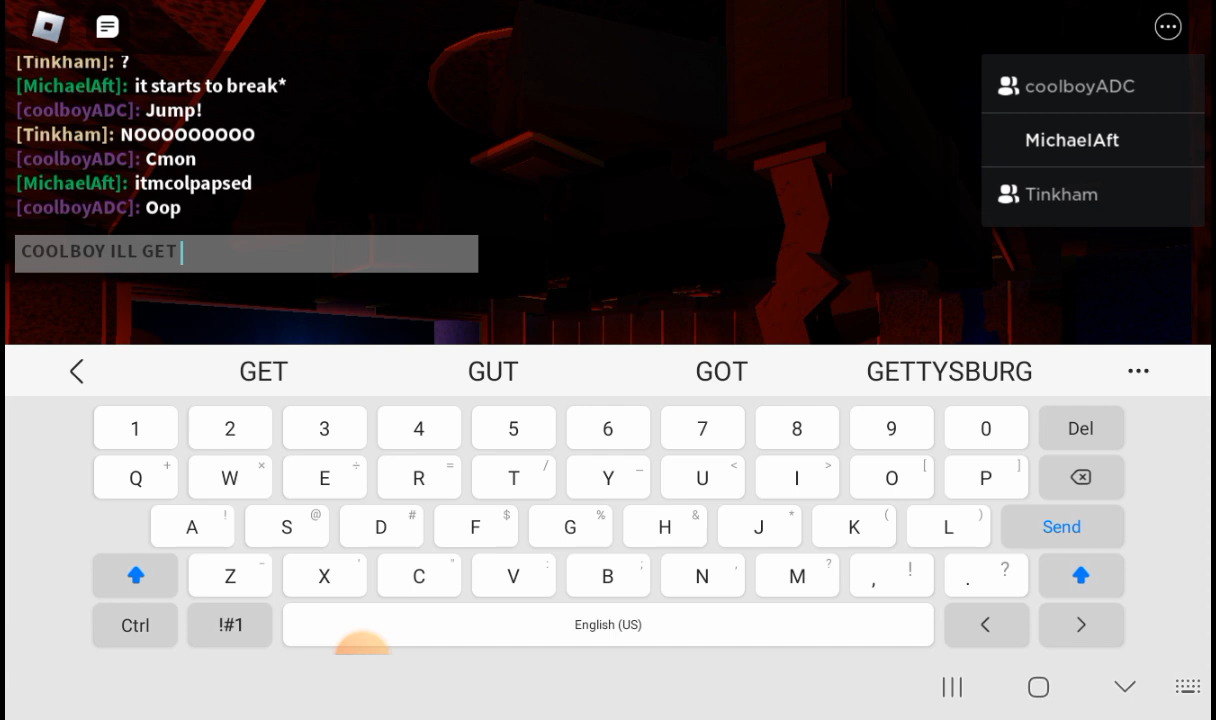 [Tinkham]: ?
[MichaelAft]: it starts to break*
[coolboyADC]: Jump!
[Tinkham]: NOOOOOOOOO
[coolboyADC]: Cmon
[MichaelAft]: itmcolpapsed
[coolboyADC]: Oop
COOLBOY ILL GET
coolboyADC
MichaelAft
Tinkham
GET GUT GOT GETTYSBURG
1 2 3 4 5 6 7 8 9 0 Del
Q + W × E ÷ R = T / Y _ U < I > O [ P ]
A ! S @ D # F $ G % H & J * K ( L ) Send
Z - X ' C " V : B ; N , M ? , ! . ?
Ctrl !#1 English (US) < >